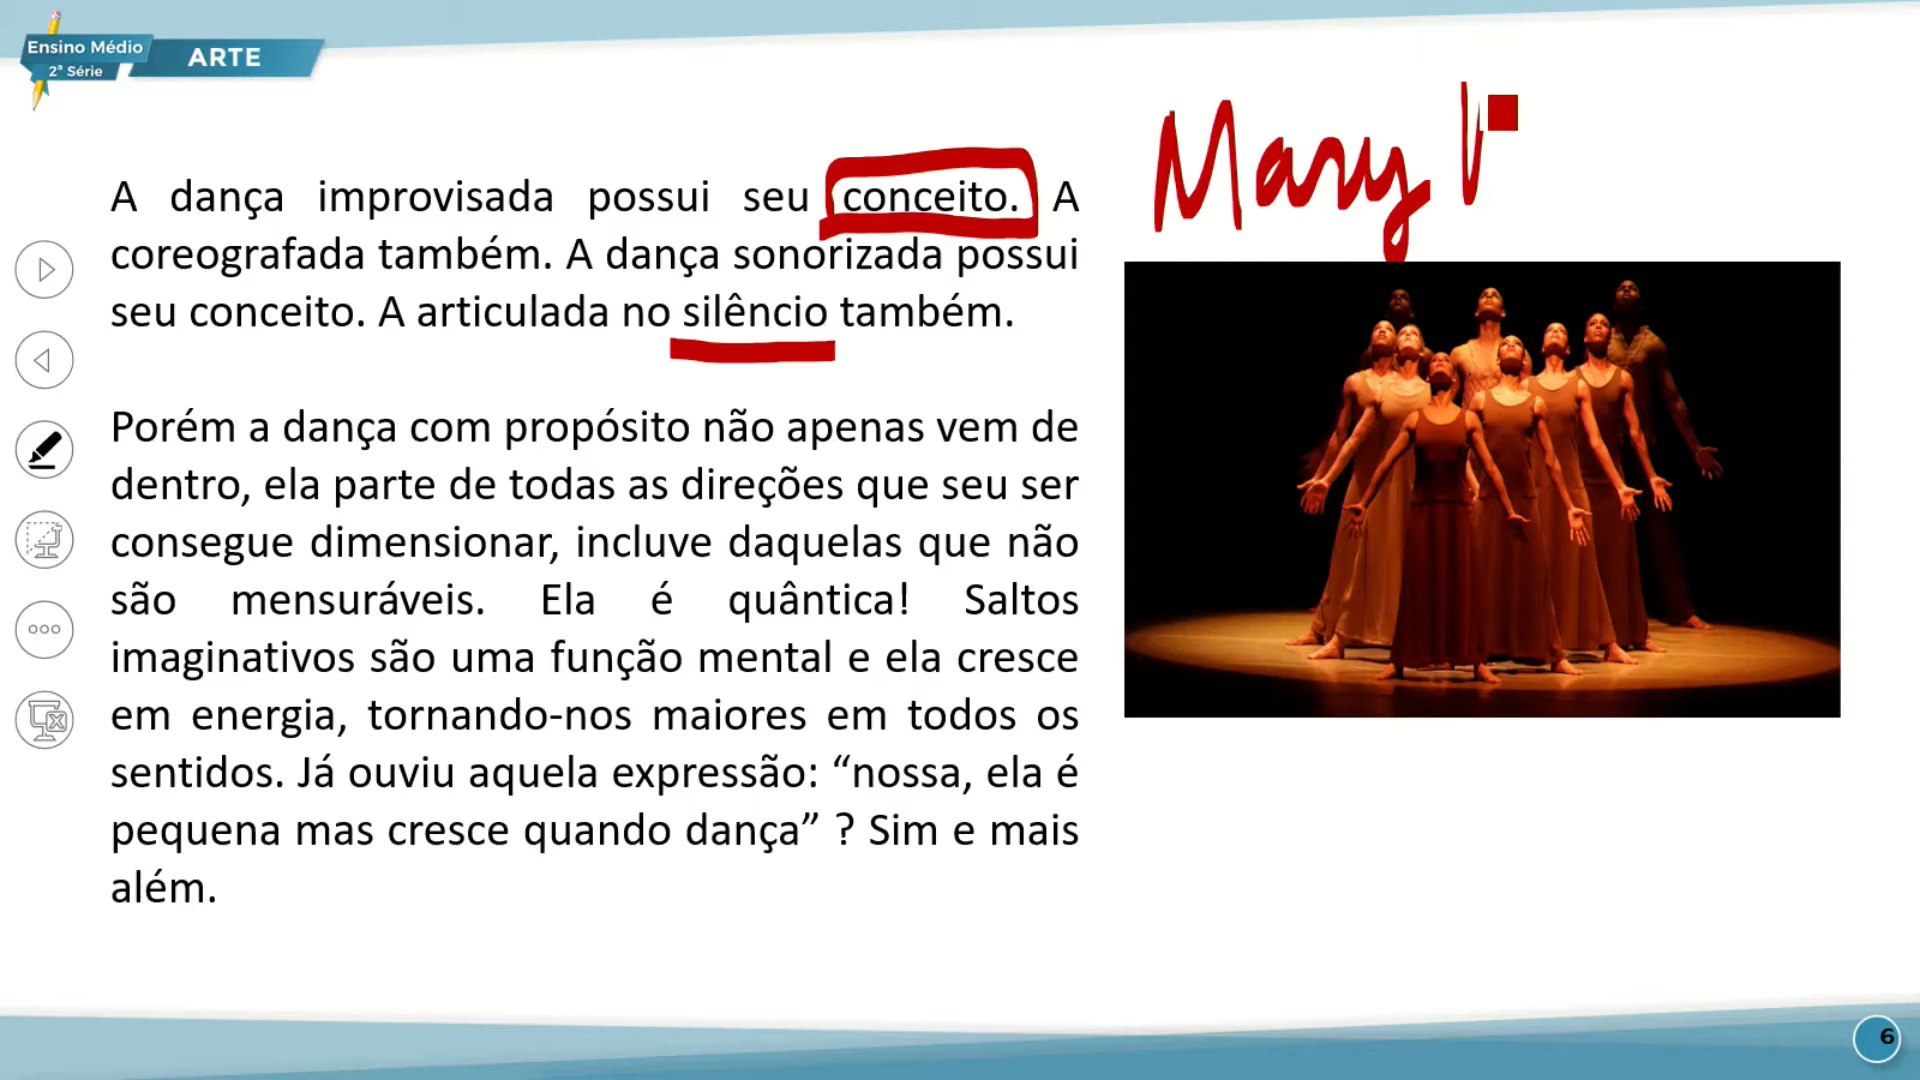 Ensino Médio
2ª Série
ARTE
Mary
A dança improvisada possui seu conceito. A
coreografada também. A dança sonorizada possui
seu conceito. A articulada no silêncio também.
Porém a dança com propósito não apenas vem de
dentro, ela parte de todas as direções que seu ser
consegue dimensionar, incluve daquelas que não
são mensuráveis. Ela é quântica! Saltos
imaginativos são uma função mental e ela cresce
em energia, tornando-nos maiores em todos os
sentidos. Já ouviu aquela expressão: “nossa, ela é
pequena mas cresce quando dança” ? Sim e mais
além.
6